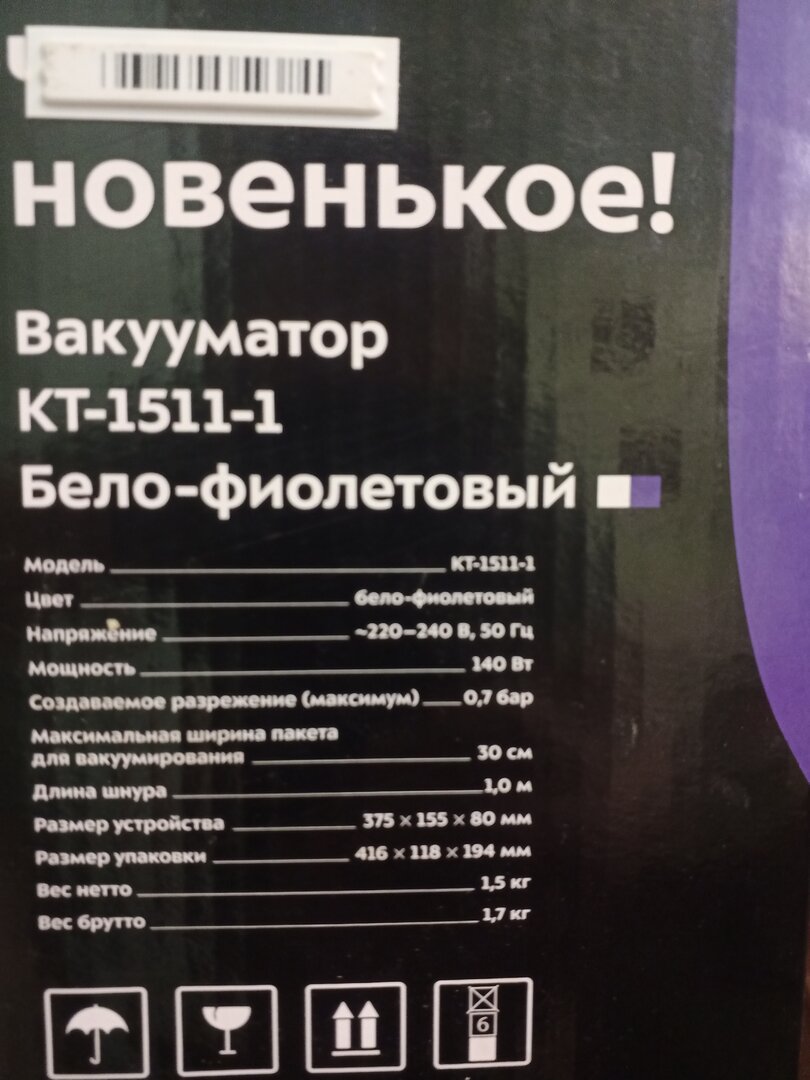 новенькое!
Вакууматор
КТ-1511-1
Бело-фиолетовый
Модель КТ-1511-1
Цвет бело-фиолетовый
Напряжение ~220–240 В, 50 Гц
Мощность 140 Вт
Создаваемое разрежение (максимум) 0,7 бар
Максимальная ширина пакета
для вакуумирования 30 см
Длина шнура 1,0 м
Размер устройства 375 × 155 × 80 мм
Размер упаковки 416 × 118 × 194 мм
Вес нетто 1,5 кг
Вес брутто 1,7 кг
6